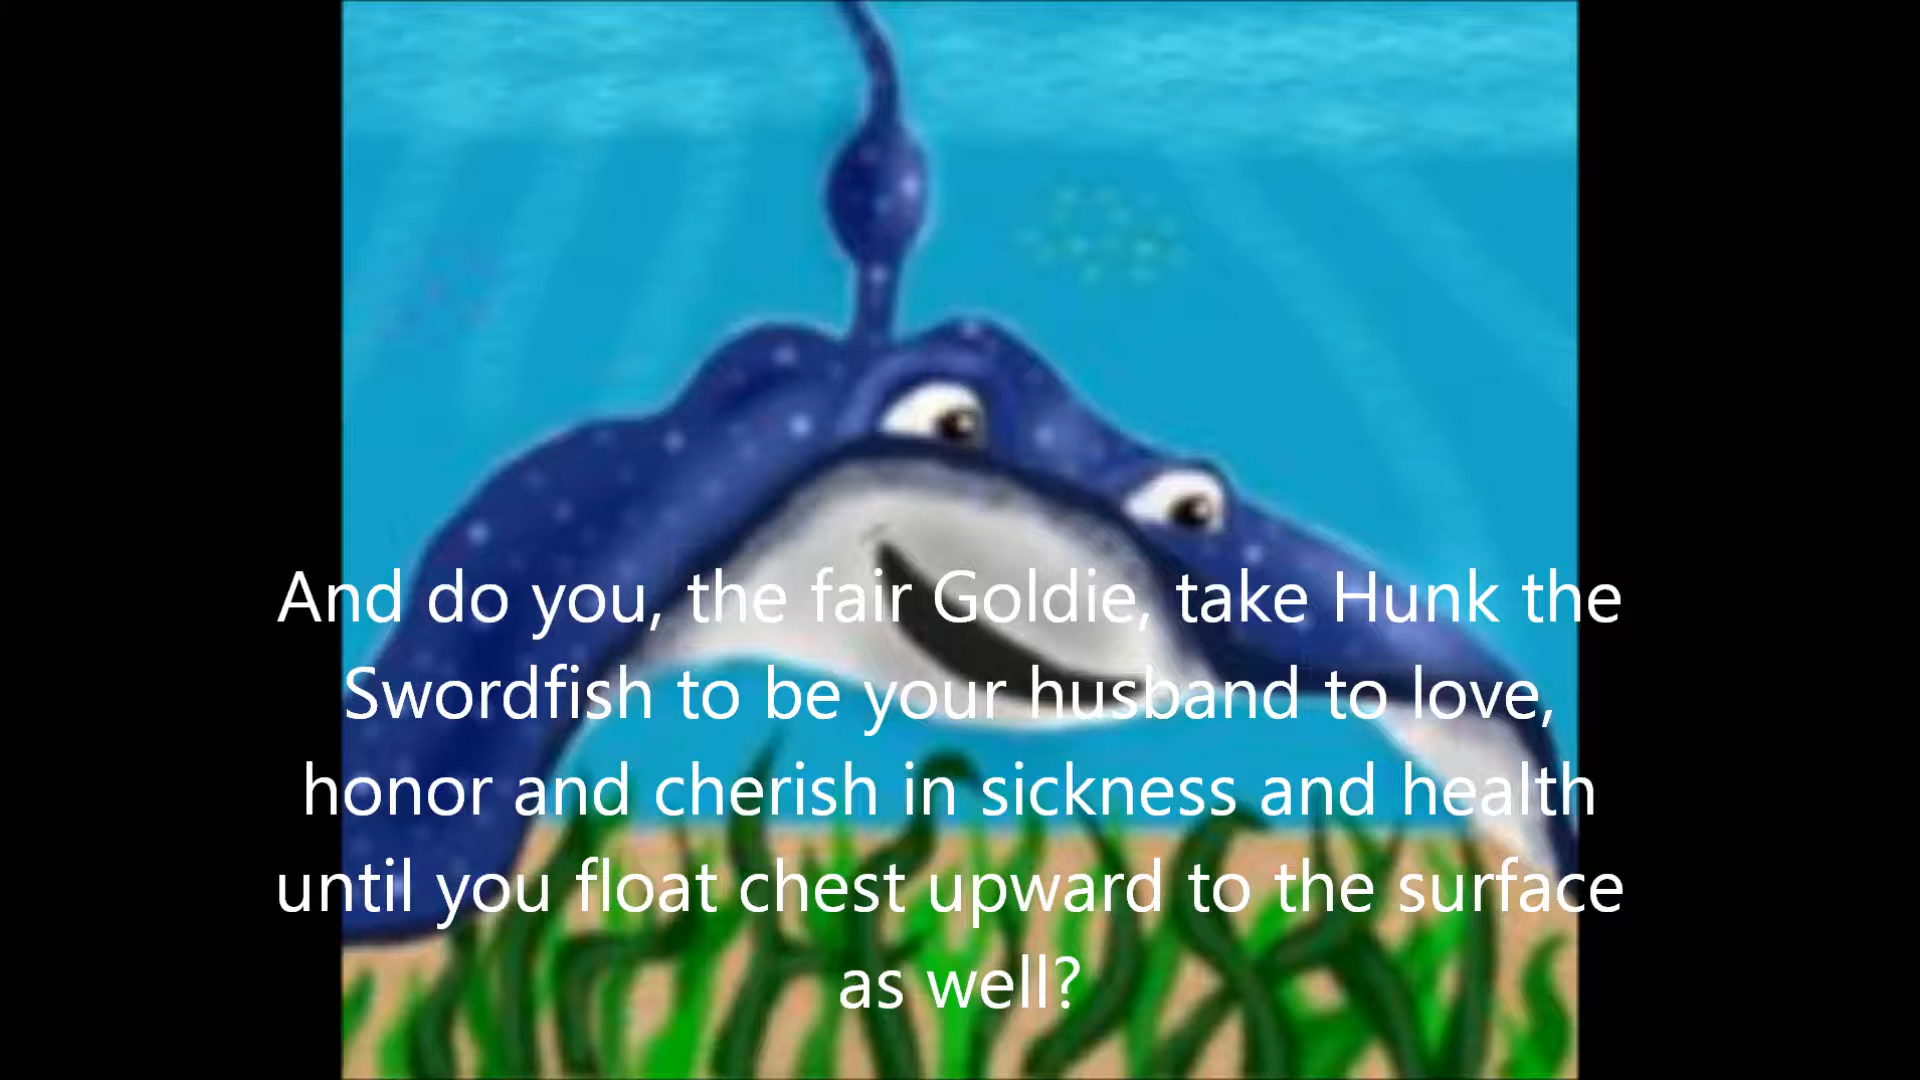 And do you, the fair Goldie, take Hunk the
Swordfish to be your husband to love,
honor and cherish in sickness and health
until you float chest upward to the surface
as well?